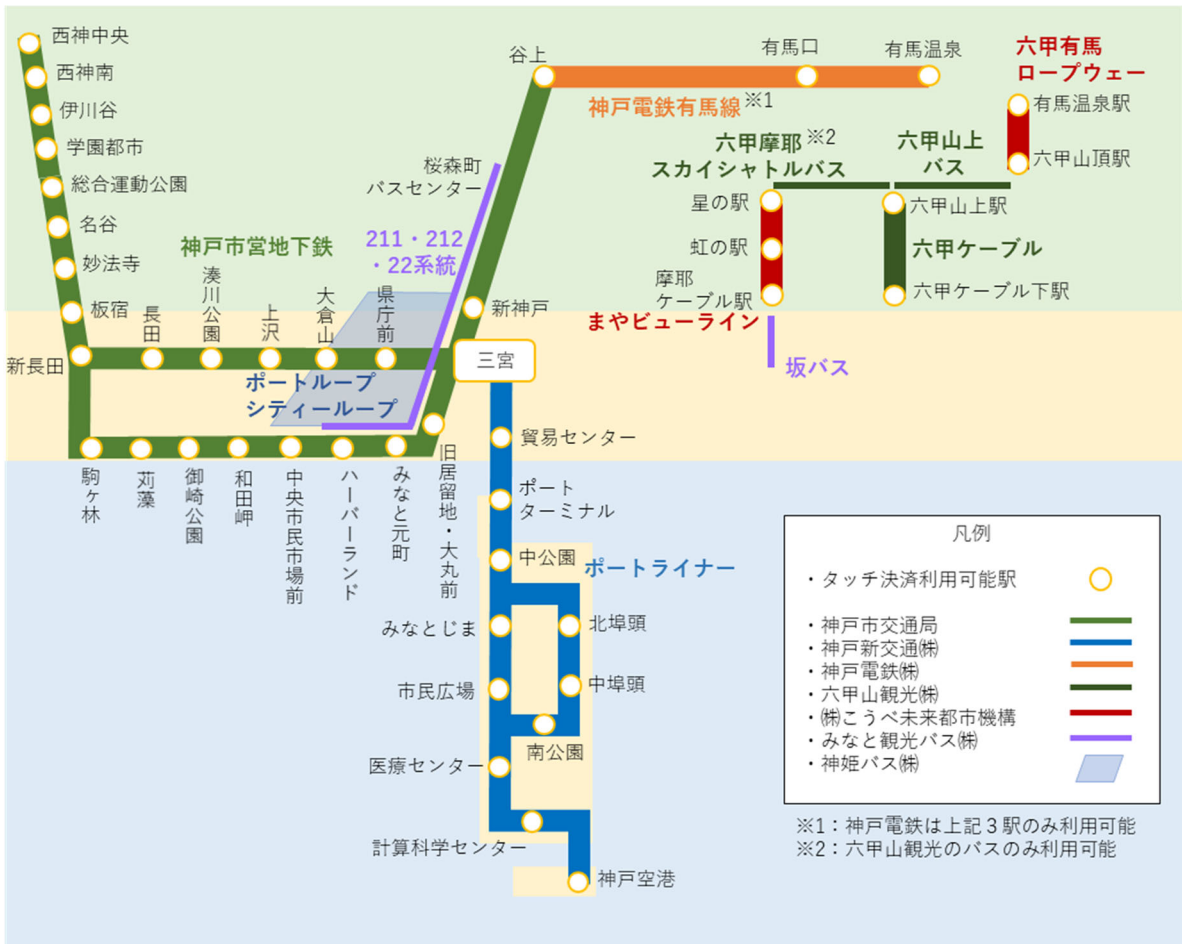 西神中央
西神南
伊川谷
学園都市
総合運動公園
名谷
妙法寺
板宿
新長田
神戸市営地下鉄
長田
湊川公園
上沢
大倉山
県庁前
新神戸
谷上
桜森町
バスセンター
211・212
・22系統
ポートループ
シティーループ
三宮
駒ヶ林
苅藻
御崎公園
和田岬
中央市民市場前
ハーバーランド
みなと元町
旧居留地・大丸前
有馬口
有馬温泉
神戸電鉄有馬線※1
六甲有馬
ロープウェー
有馬温泉駅
六甲山頂駅
六甲摩耶※2
スカイシャトルバス
六甲山上
バス
星の駅
虹の駅
摩耶
ケーブル駅
まやビューライン
坂バス
六甲山上駅
六甲ケーブル
六甲ケーブル下駅
貿易センター
ポート
ターミナル
中公園
ポートライナー
みなとじま
北埠頭
市民広場
中埠頭
南公園
医療センター
計算科学センター
神戸空港
凡例
・タッチ決済利用可能駅
・神戸市交通局
・神戸新交通㈱
・神戸電鉄㈱
・六甲山観光㈱
・㈱こうべ未来都市機構
・みなと観光バス㈱
・神姫バス㈱
※1：神戸電鉄は上記3駅のみ利用可能
※2：六甲山観光のバスのみ利用可能